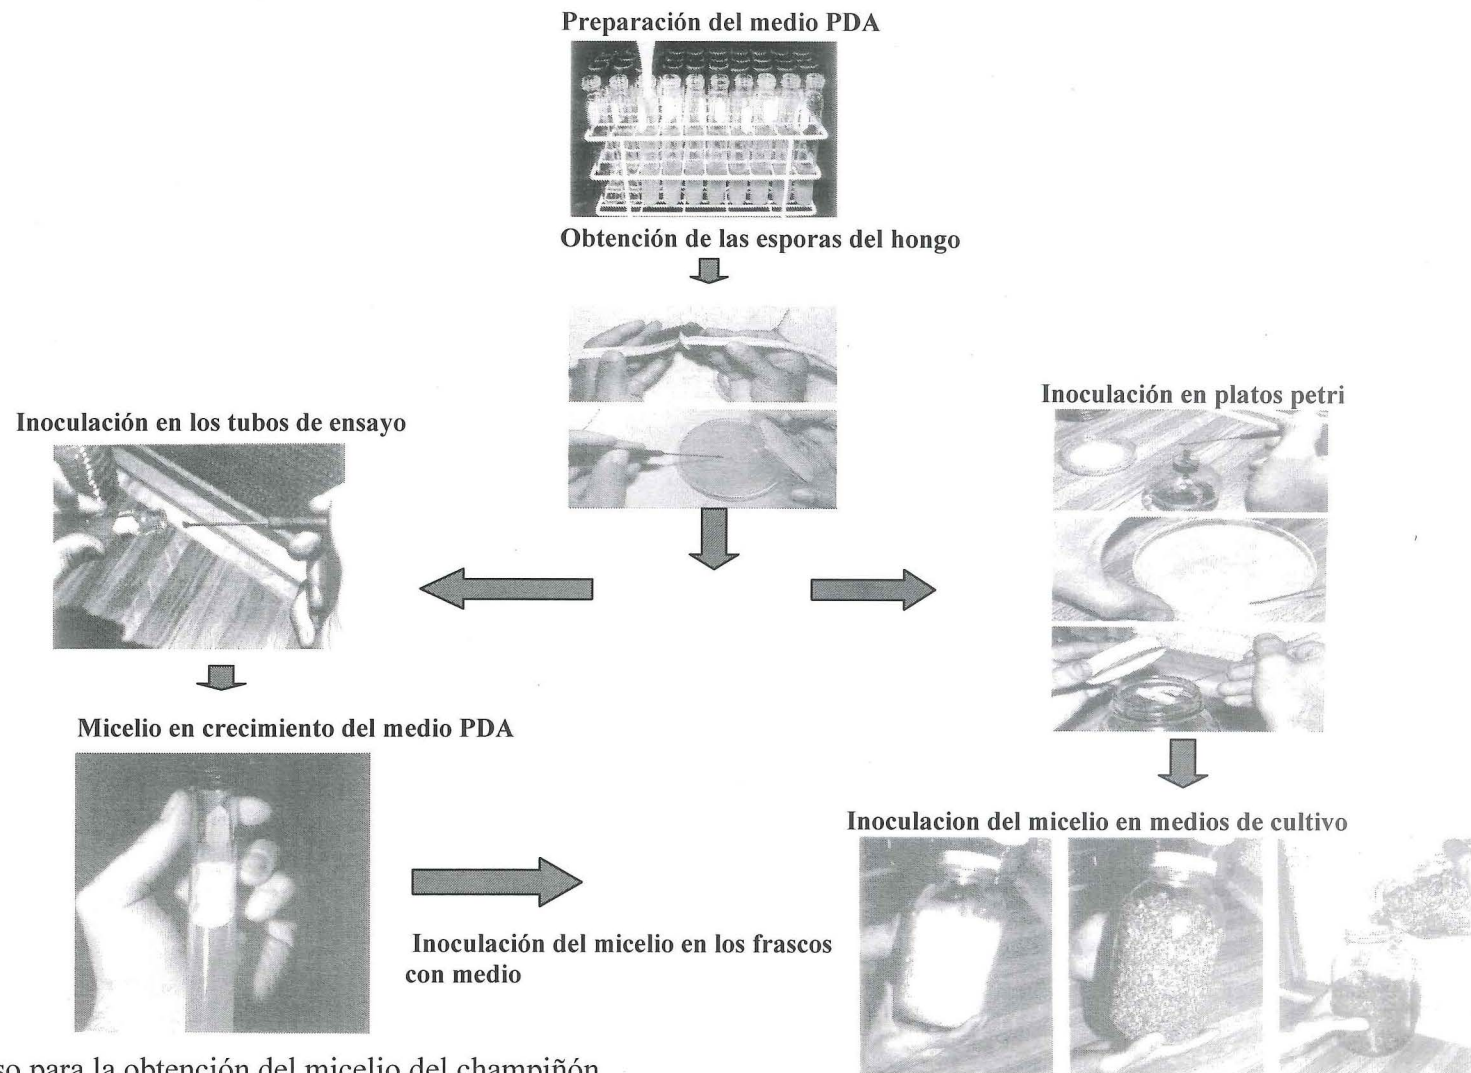 Preparación del medio PDA
Obtención de las esporas del hongo
Inoculación en platos petri
Inoculación en los tubos de ensayo
Micelio en crecimiento del medio PDA
Inoculacion del micelio en medios de cultivo
Inoculación del micelio en los frascos
con medio
so para la obtención del micelio del champiñón